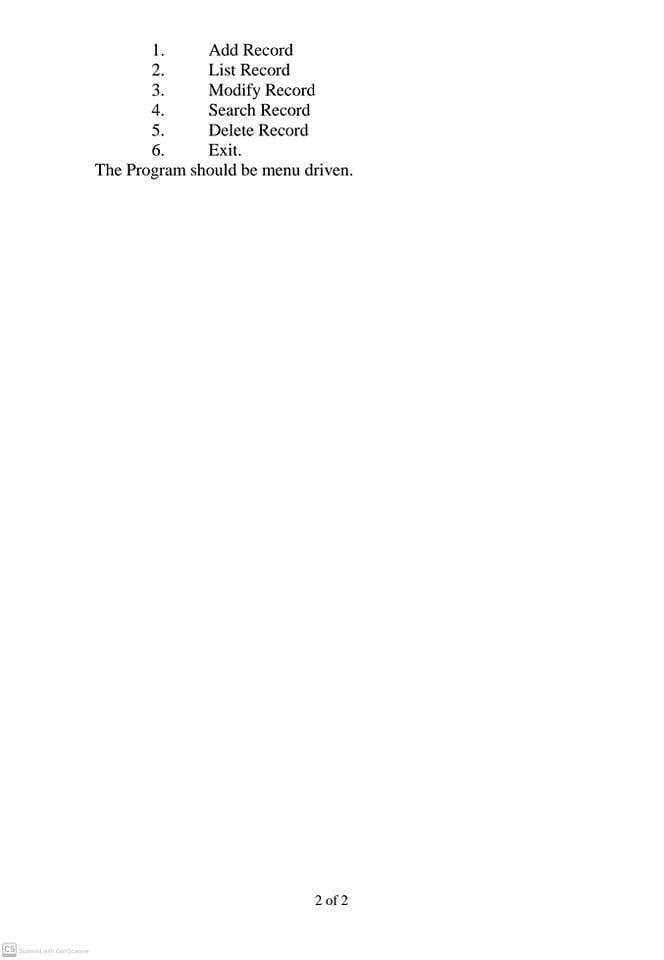 1. Add Record
2. List Record
3. Modify Record
4. Search Record
5. Delete Record
6. Exit.
The Program should be menu driven.
2 of 2
CS Scanned with CamScanner